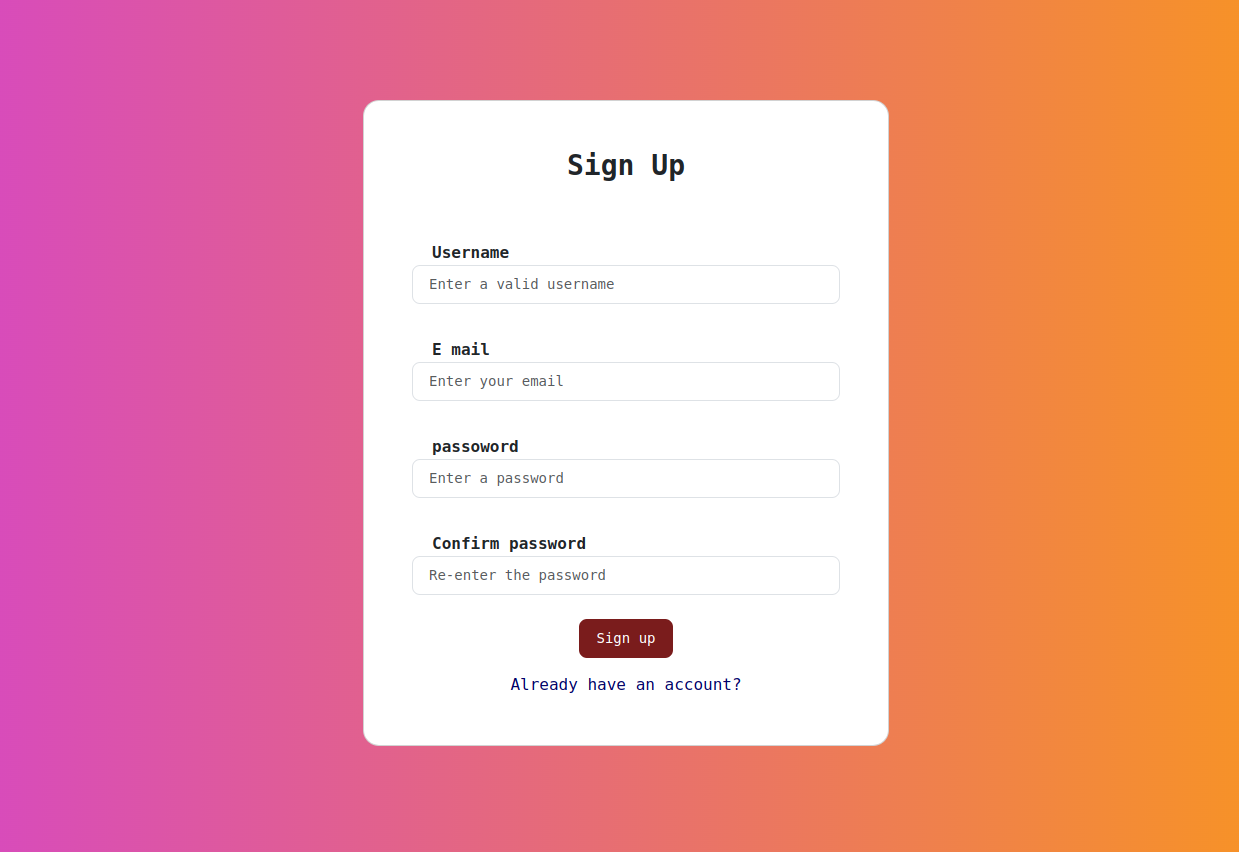 Sign Up
Username
Enter a valid username
E mail
Enter your email
passoword
Enter a password
Confirm password
Re-enter the password
Sign up
Already have an account?